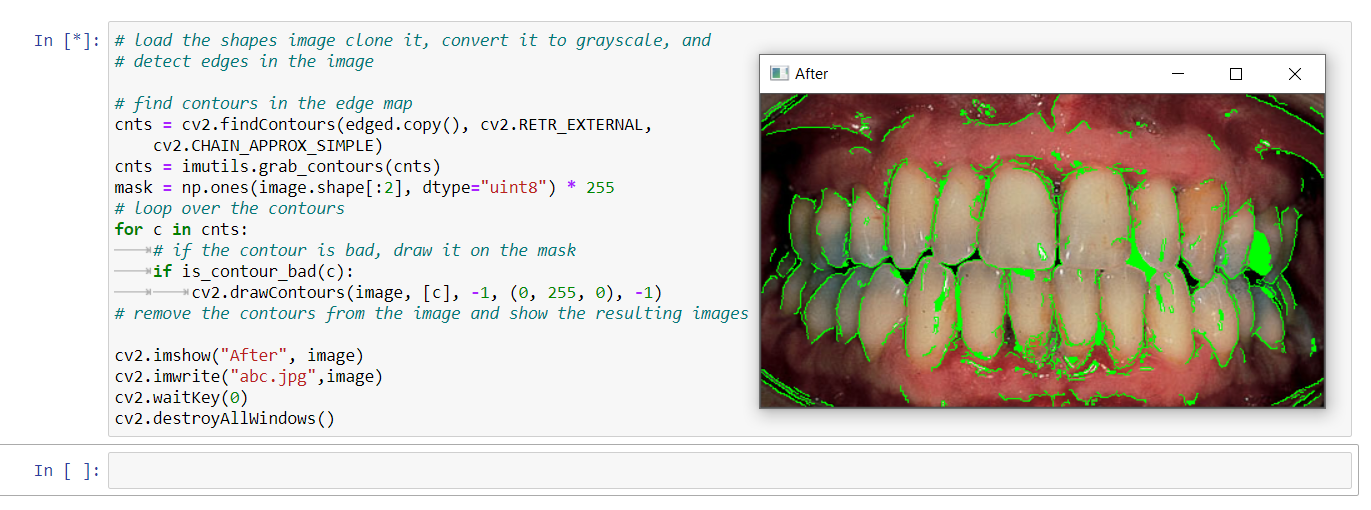 In [*]:
# load the shapes image clone it, convert it to grayscale, and
# detect edges in the image
# find contours in the edge map
cnts = cv2.findContours(edged.copy(), cv2.RETR_EXTERNAL,
    cv2.CHAIN_APPROX_SIMPLE)
cnts = imutils.grab_contours(cnts)
mask = np.ones(image.shape[:2], dtype="uint8") * 255
# loop over the contours
for c in cnts:
    # if the contour is bad, draw it on the mask
    if is_contour_bad(c):
        cv2.drawContours(image, [c], -1, (0, 255, 0), -1)
# remove the contours from the image and show the resulting images
cv2.imshow("After", image)
cv2.imwrite("abc.jpg",image)
cv2.waitKey(0)
cv2.destroyAllWindows()
After
In [ ]: